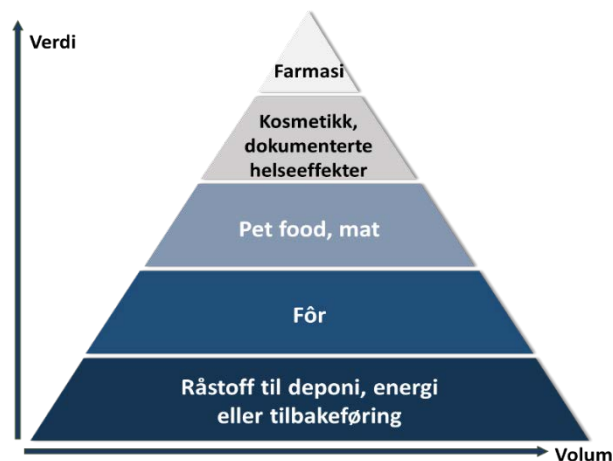 Verdi
Farmasi
Kosmetikk,
dokumenterte
helseeffekter
Pet food, mat
Fôr
Råstoff til deponi, energi
eller tilbakeføring
Volum